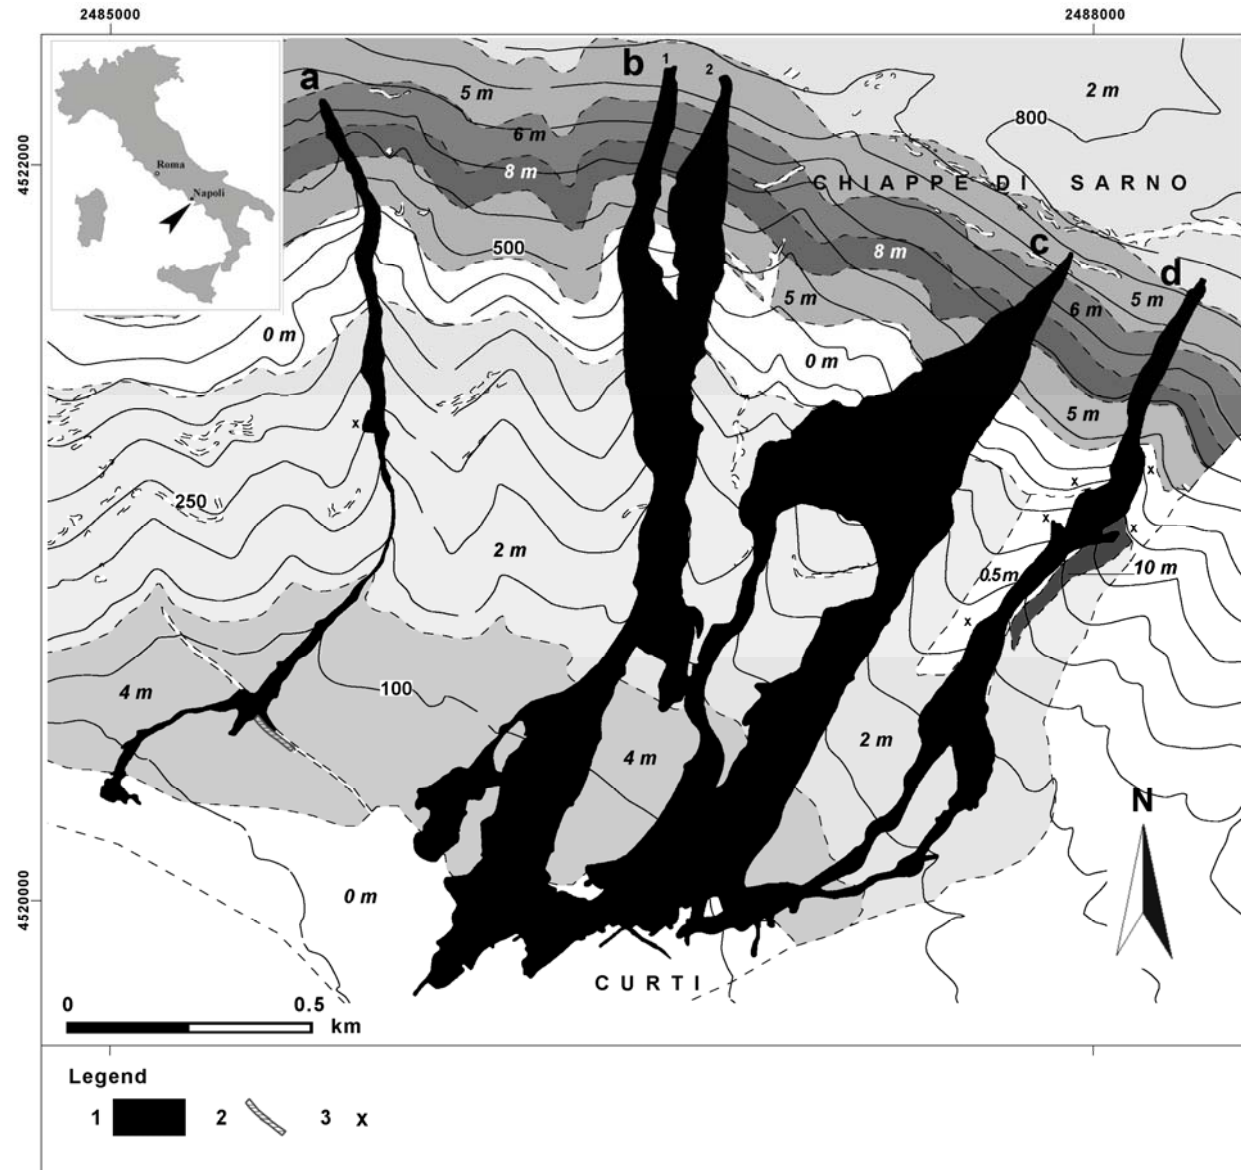 2485000 2488000
4522000
4520000
Roma
Napoli
a
b
1
2
c
d
5 m
6 m
8 m
2 m
800
CHIAPPE DI SARNO
500
8 m
5 m
6 m
5 m
0 m
0 m
5 m
250
2 m
0.5m
10 m
100
4 m
4 m
2 m
0 m
N
CURTI
0 0.5
km
Legend
1 2 3 x